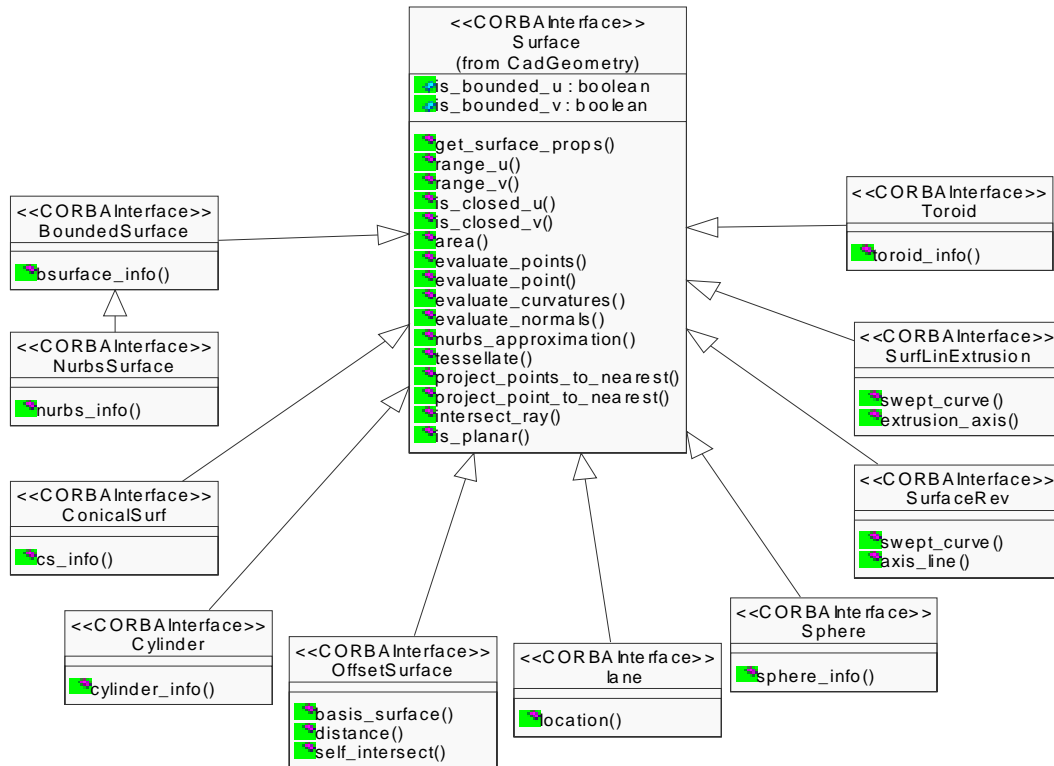 <<CORBAInterface>>
Surface
(from CadGeometry)
is_bounded_u : boolean
is_bounded_v : boolean
get_surface_props()
range_u()
range_v()
is_closed_u()
is_closed_v()
area()
evaluate_points()
evaluate_point()
evaluate_curvatures()
evaluate_normals()
nurbs_approximation()
tessellate()
project_points_to_nearest()
project_point_to_nearest()
intersect_ray()
is_planar()
<<CORBAInterface>>
BoundedSurface
bsurface_info()
<<CORBAInterface>>
NurbsSurface
nurbs_info()
<<CORBAInterface>>
ConicalSurf
cs_info()
<<CORBAInterface>>
Cylinder
cylinder_info()
<<CORBAInterface>>
OffsetSurface
basis_surface()
distance()
self_intersect()
<<CORBAInterface>>
lane
location()
<<CORBAInterface>>
Sphere
sphere_info()
<<CORBAInterface>>
SurfaceRev
swept_curve()
axis_line()
<<CORBAInterface>>
SurfLinExtrusion
swept_curve()
extrusion_axis()
<<CORBAInterface>>
Toroid
toroid_info()